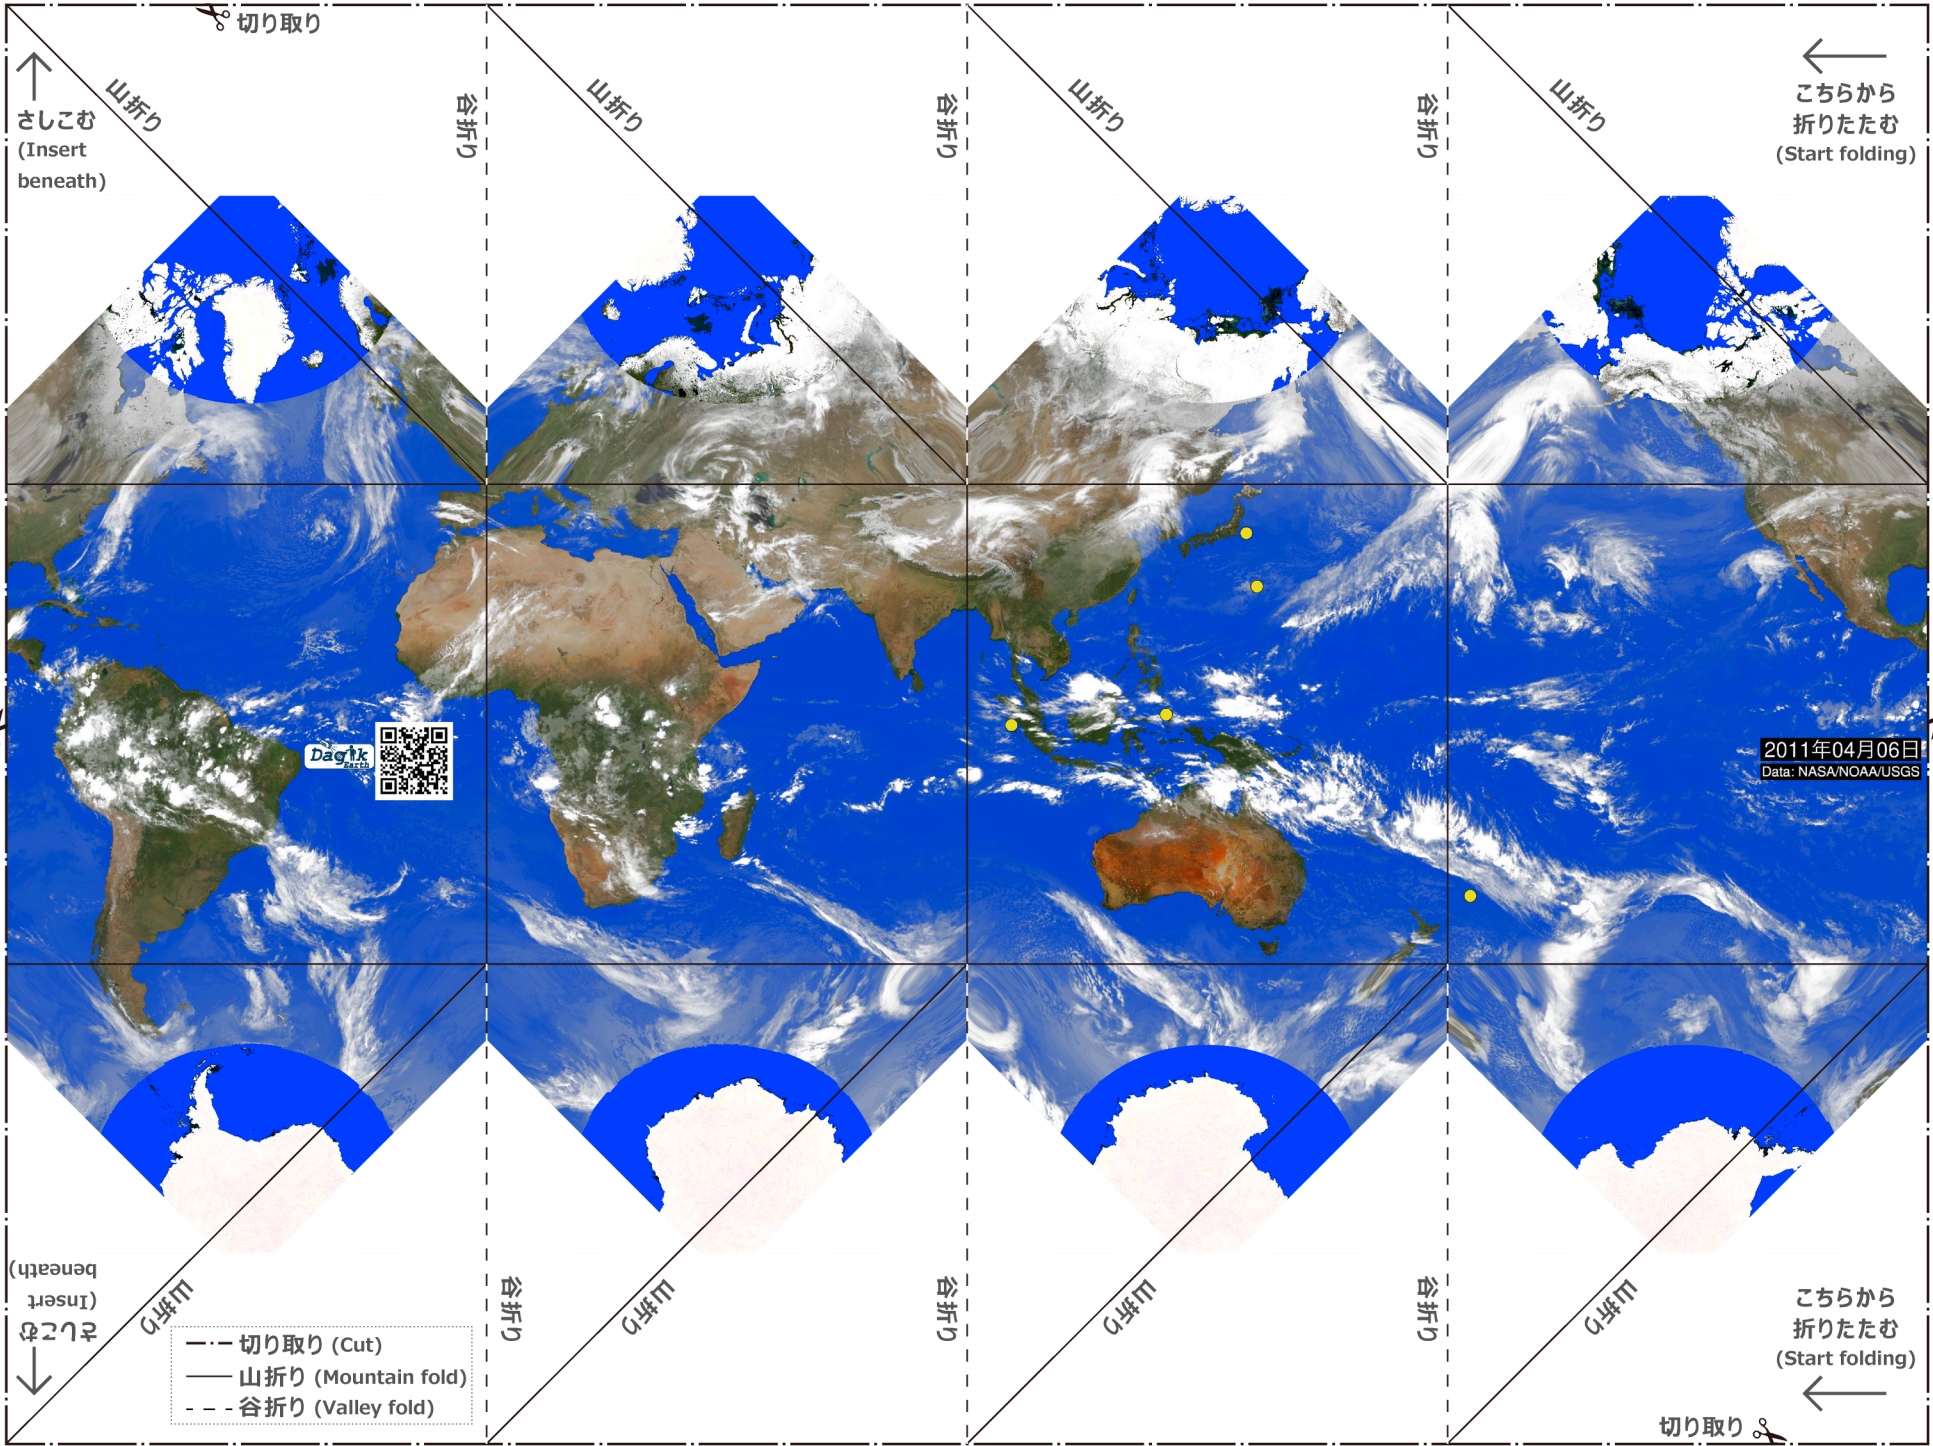 切り取り
さしこむ
(Insert
beneath)
山折り
谷折り
山折り
谷折り
山折り
谷折り
山折り
こちらから
折りたたむ
(Start folding)
Dagik
Earth
2011年04月06日
Data: NASA/NOAA/USGS
さしこむ
(Insert
beneath)
山折り
谷折り
山折り
谷折り
山折り
谷折り
山折り
こちらから
折りたたむ
(Start folding)
切り取り (Cut)
山折り (Mountain fold)
谷折り (Valley fold)
切り取り